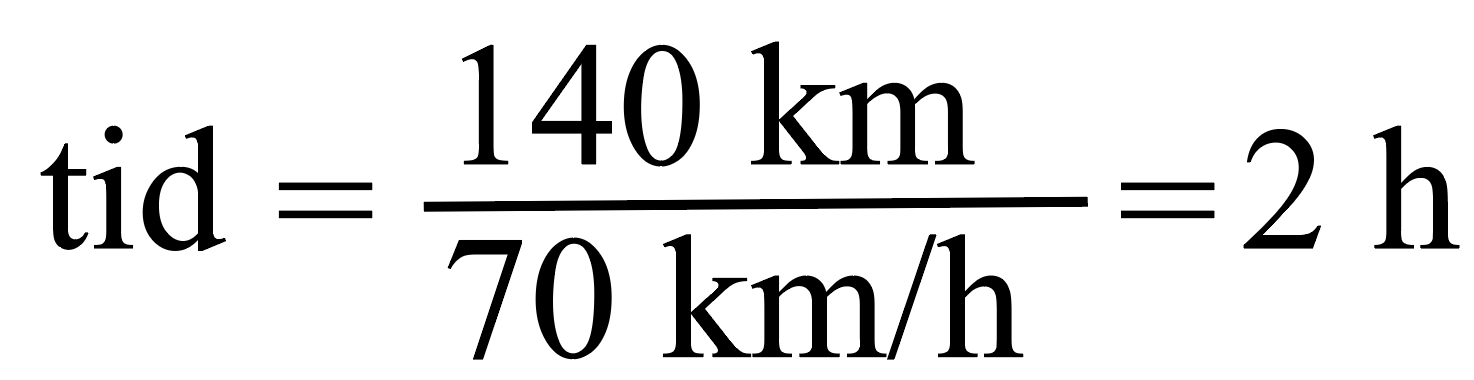 tid = 140 km / 70 km/h = 2 h